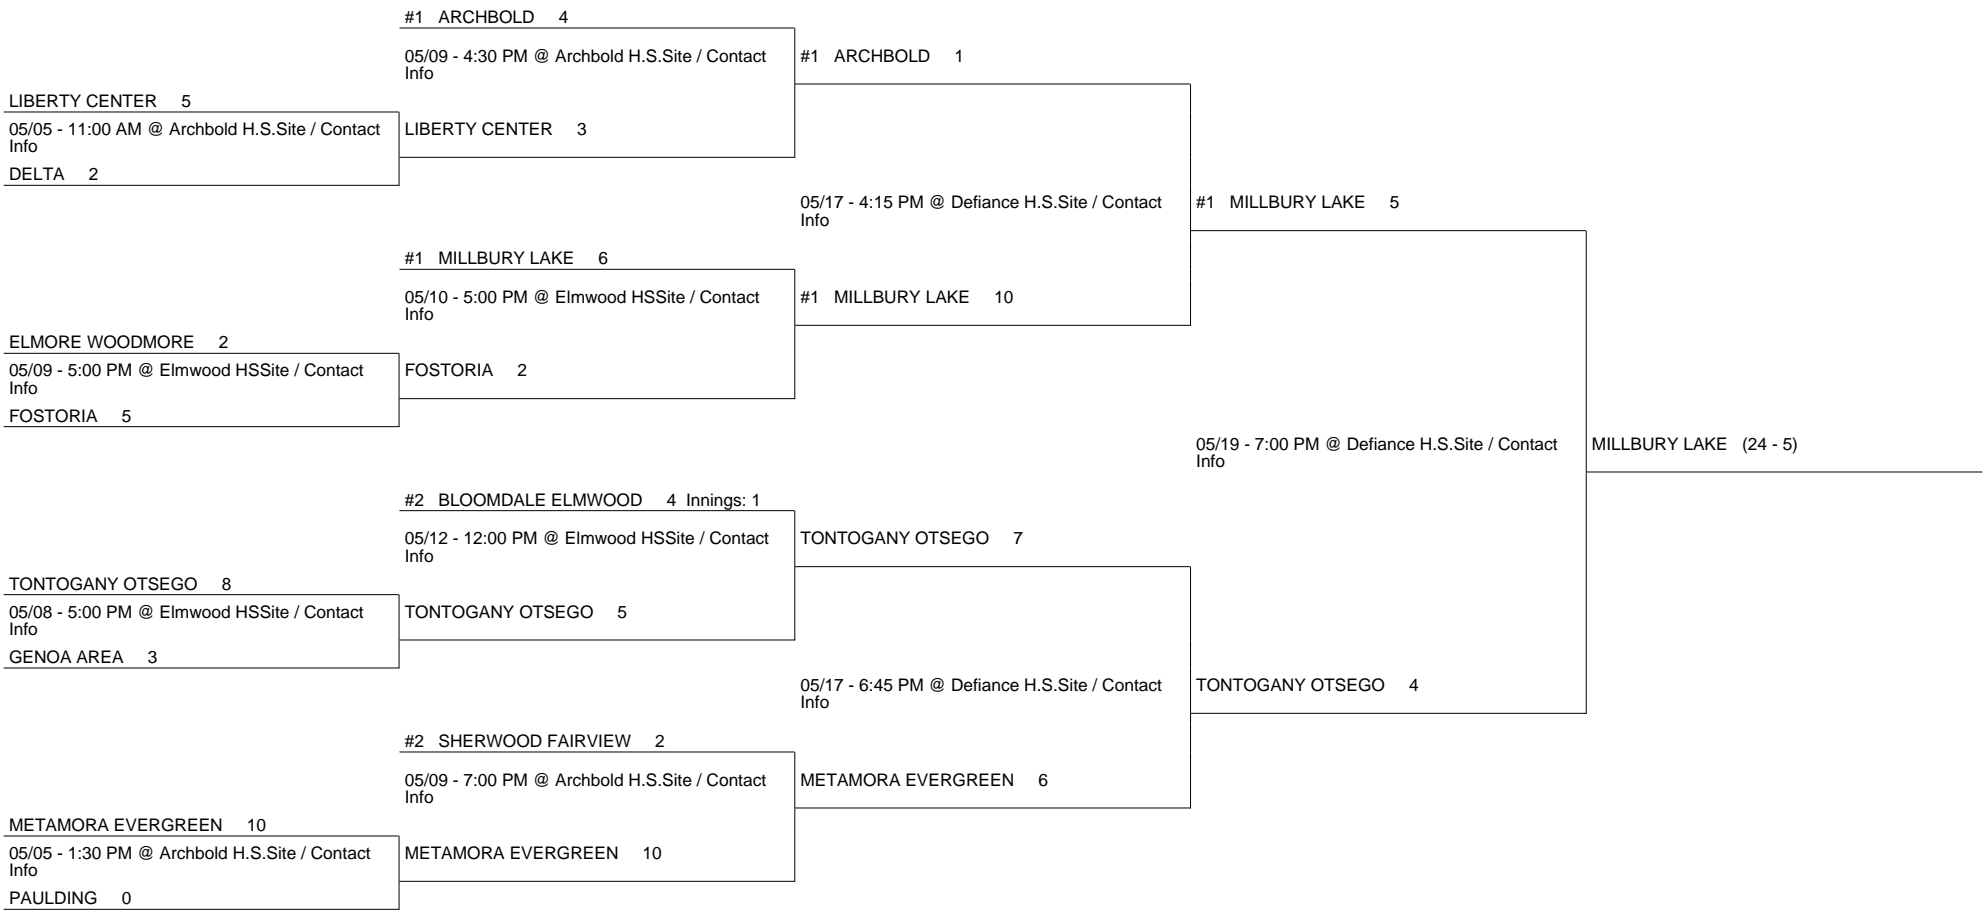 #1 ARCHBOLD 4
05/09 - 4:30 PM @ Archbold H.S.Site / Contact
Info
#1 ARCHBOLD 1
LIBERTY CENTER 5
05/05 - 11:00 AM @ Archbold H.S.Site / Contact
Info
LIBERTY CENTER 3
DELTA 2
05/17 - 4:15 PM @ Defiance H.S.Site / Contact
Info
#1 MILLBURY LAKE 5
#1 MILLBURY LAKE 6
05/10 - 5:00 PM @ Elmwood HSSite / Contact
Info
#1 MILLBURY LAKE 10
ELMORE WOODMORE 2
05/09 - 5:00 PM @ Elmwood HSSite / Contact
Info
FOSTORIA 2
FOSTORIA 5
05/19 - 7:00 PM @ Defiance H.S.Site / Contact
Info
MILLBURY LAKE (24 - 5)
#2 BLOOMDALE ELMWOOD 4 Innings: 1
05/12 - 12:00 PM @ Elmwood HSSite / Contact
Info
TONTOGANY OTSEGO 7
TONTOGANY OTSEGO 8
05/08 - 5:00 PM @ Elmwood HSSite / Contact
Info
TONTOGANY OTSEGO 5
GENOA AREA 3
05/17 - 6:45 PM @ Defiance H.S.Site / Contact
Info
TONTOGANY OTSEGO 4
#2 SHERWOOD FAIRVIEW 2
05/09 - 7:00 PM @ Archbold H.S.Site / Contact
Info
METAMORA EVERGREEN 6
METAMORA EVERGREEN 10
05/05 - 1:30 PM @ Archbold H.S.Site / Contact
Info
METAMORA EVERGREEN 10
PAULDING 0